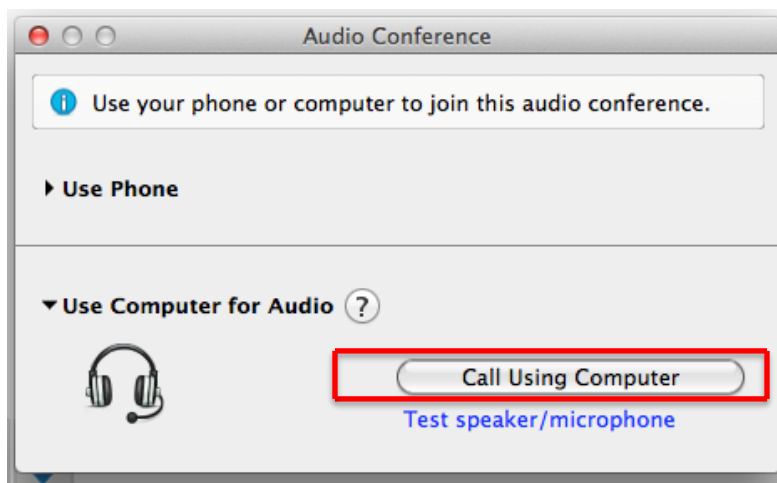 Audio Conference
i Use your phone or computer to join this audio conference.
Use Phone
Use Computer for Audio ?
Call Using Computer
Test speaker/microphone